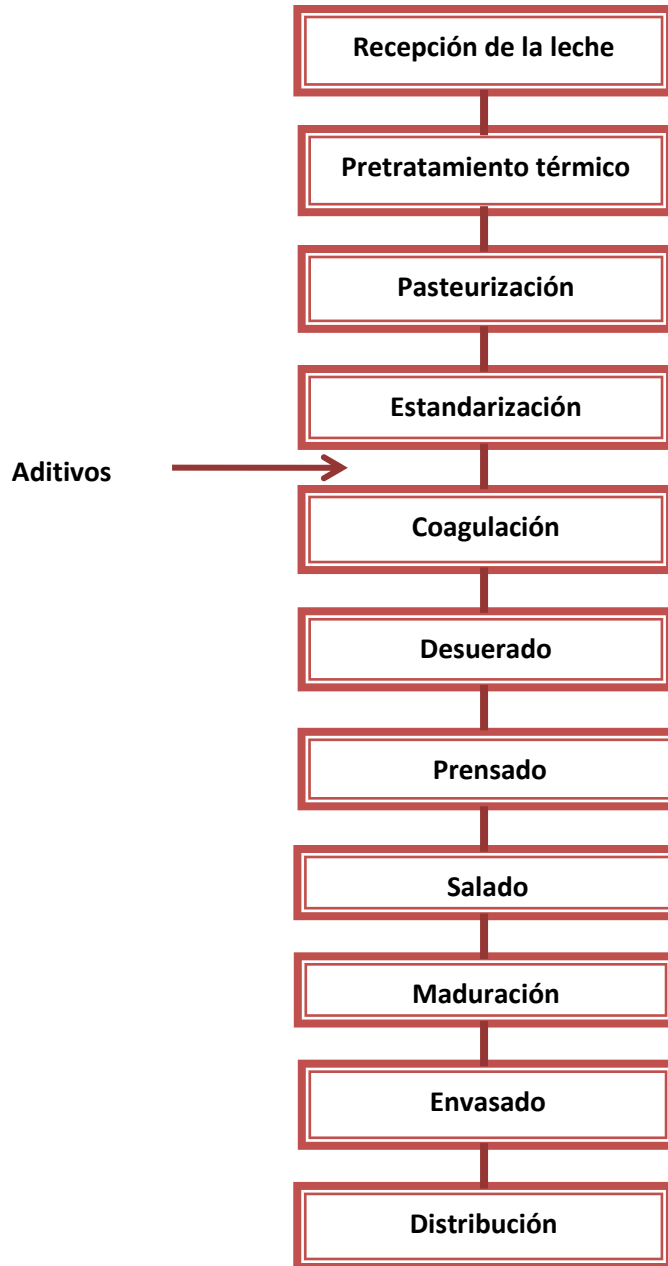 Recepción de la leche
Pretratamiento térmico
Pasteurización
Estandarización
Aditivos
Coagulación
Desuerado
Prensado
Salado
Maduración
Envasado
Distribución